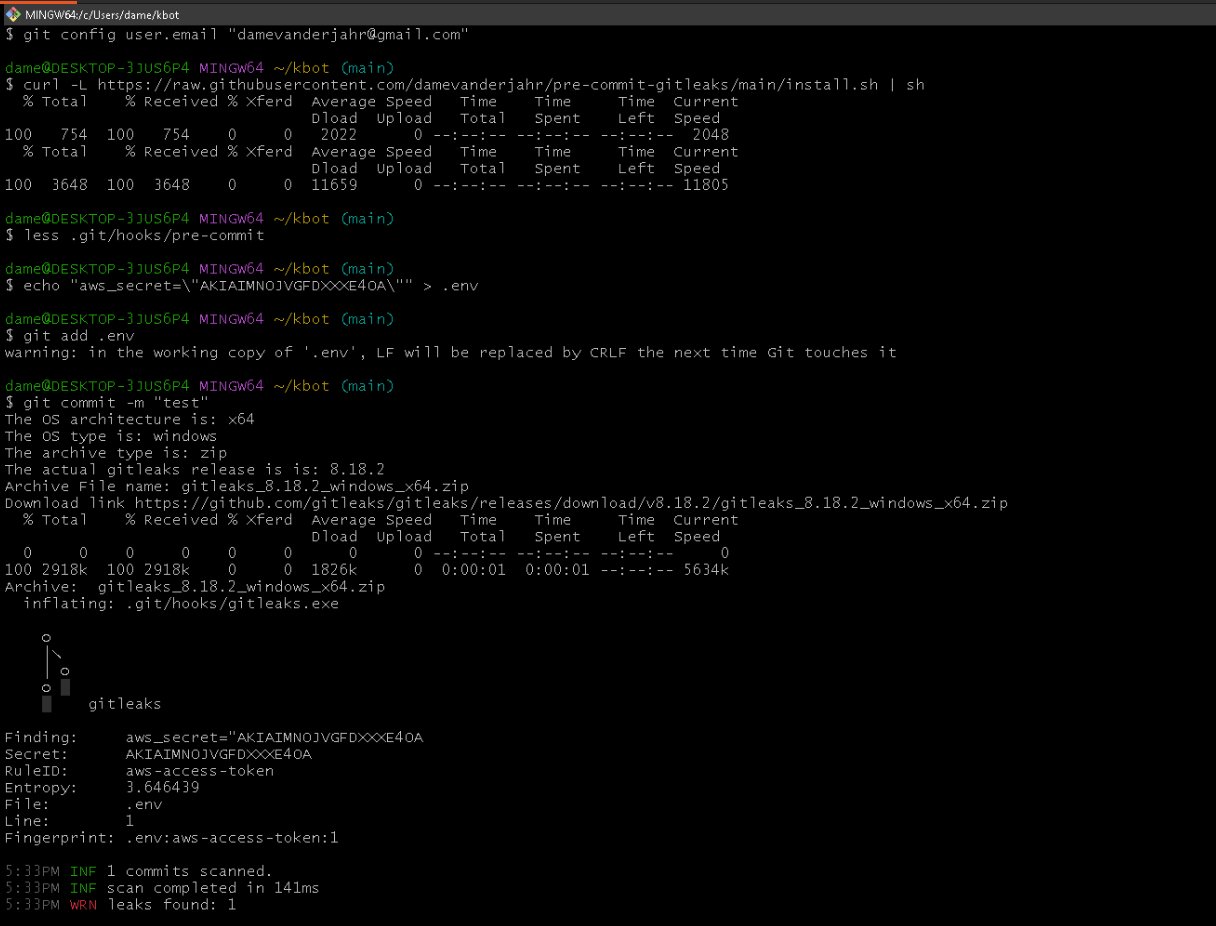 MINGW64:/c/Users/dame/kbot
$ git config user.email "damevanderjahr@gmail.com"
dame@DESKTOP-3JUS6P4 MINGW64 ~/kbot (main)
$ curl -L https://raw.githubusercontent.com/damevanderjahr/pre-commit-gitleaks/main/install.sh | sh
  % Total    % Received % Xferd  Average Speed   Time    Time     Time  Current
                                 Dload  Upload   Total   Spent    Left  Speed
100   754  100   754    0     0   2022      0 --:--:-- --:--:-- --:--:--  2048
  % Total    % Received % Xferd  Average Speed   Time    Time     Time  Current
                                 Dload  Upload   Total   Spent    Left  Speed
100  3648  100  3648    0     0  11659      0 --:--:-- --:--:-- --:--:-- 11805
dame@DESKTOP-3JUS6P4 MINGW64 ~/kbot (main)
$ less .git/hooks/pre-commit
dame@DESKTOP-3JUS6P4 MINGW64 ~/kbot (main)
$ echo "aws_secret=\"AKIAIMNOJVGFDXXXE4OA\"" > .env
dame@DESKTOP-3JUS6P4 MINGW64 ~/kbot (main)
$ git add .env
warning: in the working copy of '.env', LF will be replaced by CRLF the next time Git touches it
dame@DESKTOP-3JUS6P4 MINGW64 ~/kbot (main)
$ git commit -m "test"
The OS architecture is: x64
The OS type is: windows
The archive type is: zip
The actual gitleaks release is is: 8.18.2
Archive File name: gitleaks_8.18.2_windows_x64.zip
Download link https://github.com/gitleaks/gitleaks/releases/download/v8.18.2/gitleaks_8.18.2_windows_x64.zip
  % Total    % Received % Xferd  Average Speed   Time    Time     Time  Current
                                 Dload  Upload   Total   Spent    Left  Speed
  0     0    0     0    0     0      0      0 --:--:-- --:--:-- --:--:--     0
100 2918k  100 2918k    0     0  1826k      0  0:00:01  0:00:01 --:--:-- 5634k
Archive:  gitleaks_8.18.2_windows_x64.zip
  inflating: .git/hooks/gitleaks.exe
gitleaks
Finding:     aws_secret="AKIAIMNOJVGFDXXXE4OA
Secret:      AKIAIMNOJVGFDXXXE4OA
RuleID:      aws-access-token
Entropy:     3.646439
File:        .env
Line:        1
Fingerprint: .env:aws-access-token:1
5:33PM INF 1 commits scanned.
5:33PM INF scan completed in 141ms
5:33PM WRN leaks found: 1